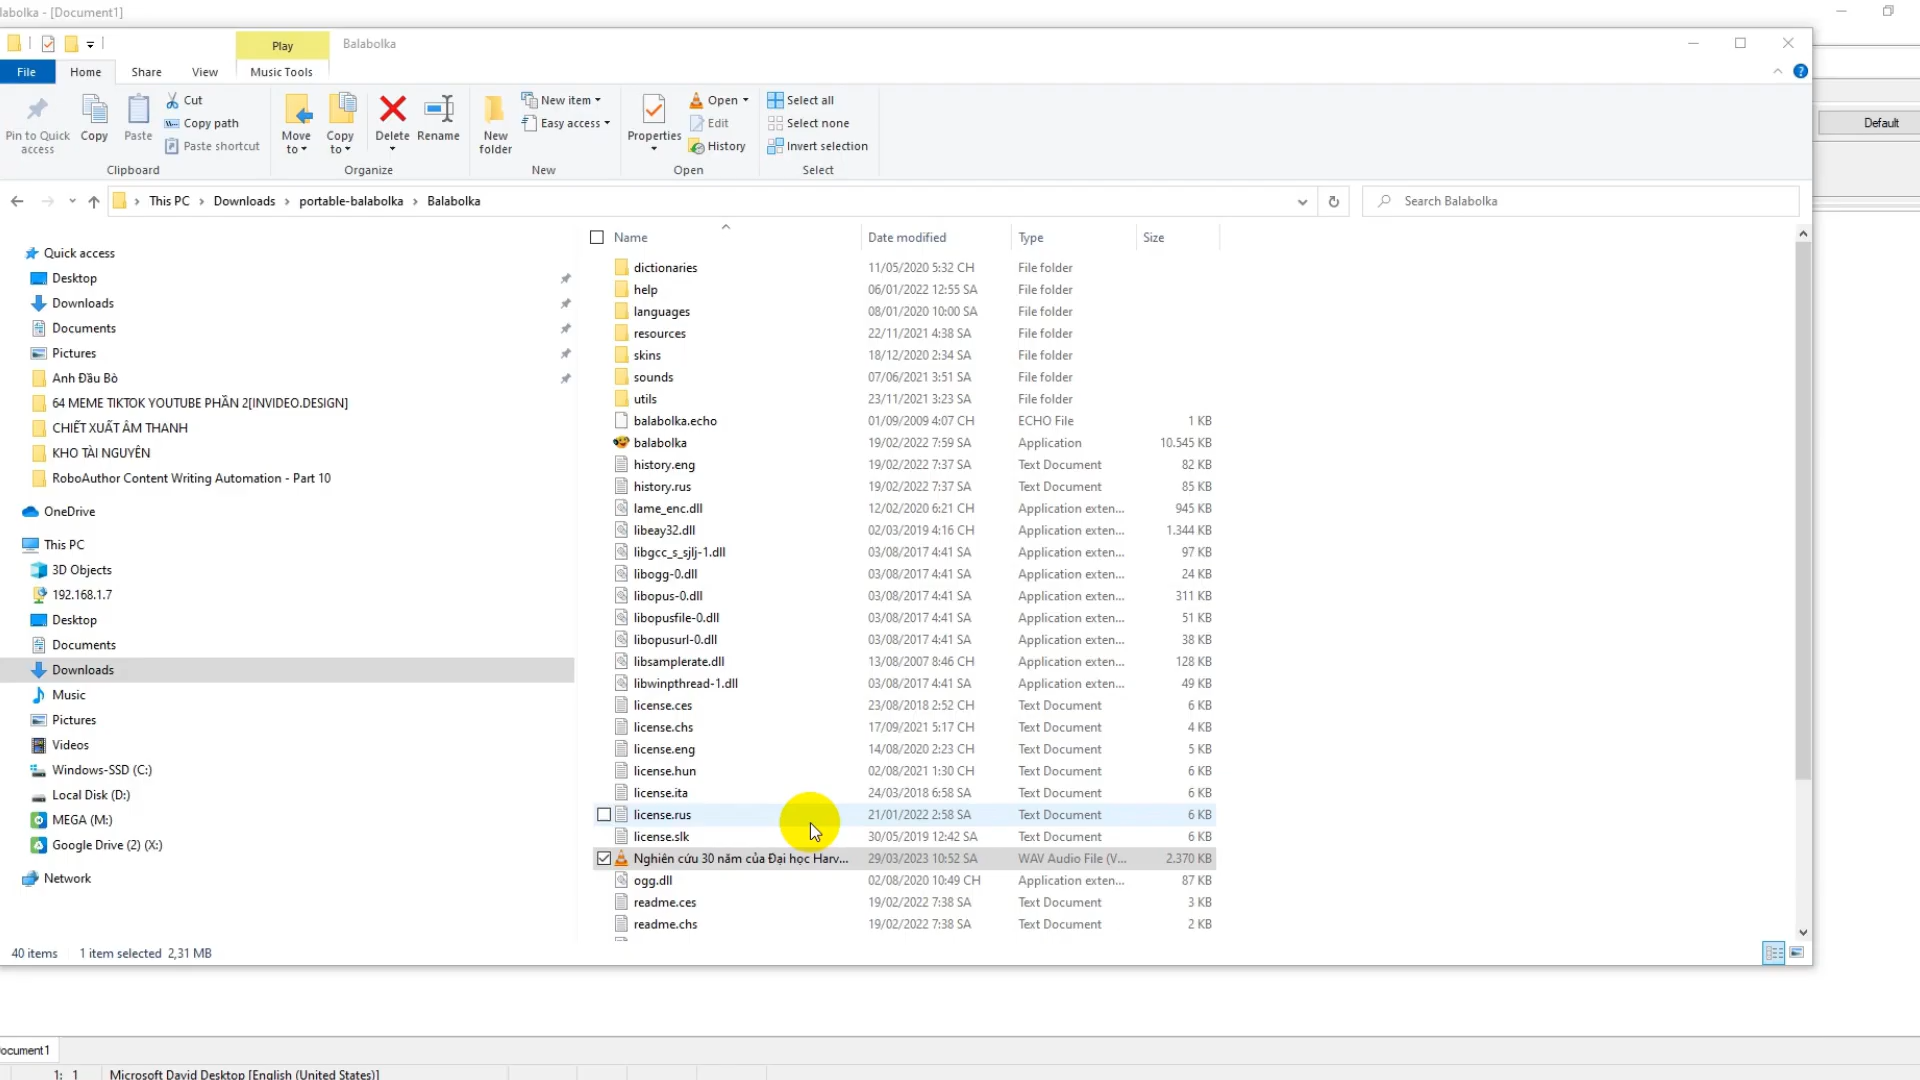 labolka - [Document1]
Play
Balabolka
File
Home
Share
View
Music Tools
Pin to Quick access
Copy
Paste
Cut
Copy path
Paste shortcut
Clipboard
Move to
Copy to
Delete
Rename
Organize
New folder
New item
Easy access
New
Properties
Open
Edit
History
Open
Select all
Select none
Invert selection
Select
Default
This PC > Downloads > portable-balabolka > Balabolka
Search Balabolka
Quick access
Desktop
Downloads
Documents
Pictures
Anh Đầu Bò
64 MEME TIKTOK YOUTUBE PHẦN 2[INVIDEO.DESIGN]
CHIẾT XUẤT ÂM THANH
KHO TÀI NGUYÊN
RoboAuthor Content Writing Automation - Part 10
OneDrive
This PC
3D Objects
192.168.1.7
Desktop
Documents
Downloads
Music
Pictures
Videos
Windows-SSD (C:)
Local Disk (D:)
MEGA (M:)
Google Drive (2) (X:)
Network
Name Date modified Type Size
dictionaries 11/05/2020 5:32 CH File folder
help 06/01/2022 12:55 SA File folder
languages 08/01/2020 10:00 SA File folder
resources 22/11/2021 4:38 SA File folder
skins 18/12/2020 2:34 SA File folder
sounds 07/06/2021 3:51 SA File folder
utils 23/11/2021 3:23 SA File folder
balabolka.echo 01/09/2009 4:07 CH ECHO File 1 KB
balabolka 19/02/2022 7:59 SA Application 10.545 KB
history.eng 19/02/2022 7:37 SA Text Document 82 KB
history.rus 19/02/2022 7:37 SA Text Document 85 KB
lame_enc.dll 12/02/2020 6:21 CH Application exten... 945 KB
libeay32.dll 02/03/2019 4:16 CH Application exten... 1.344 KB
libgcc_s_sjlj-1.dll 03/08/2017 4:41 SA Application exten... 97 KB
libogg-0.dll 03/08/2017 4:41 SA Application exten... 24 KB
libopus-0.dll 03/08/2017 4:41 SA Application exten... 311 KB
libopusfile-0.dll 03/08/2017 4:41 SA Application exten... 51 KB
libopusurl-0.dll 03/08/2017 4:41 SA Application exten... 38 KB
libsamplerate.dll 13/08/2007 8:46 CH Application exten... 128 KB
libwinpthread-1.dll 03/08/2017 4:41 SA Application exten... 49 KB
license.ces 23/08/2018 2:52 CH Text Document 6 KB
license.chs 17/09/2021 5:17 CH Text Document 4 KB
license.eng 14/08/2020 2:23 CH Text Document 5 KB
license.hun 02/08/2021 1:30 CH Text Document 6 KB
license.ita 24/03/2018 6:58 SA Text Document 6 KB
license.rus 21/01/2022 2:58 SA Text Document 6 KB
license.slk 30/05/2019 12:42 SA Text Document 6 KB
Nghiên cứu 30 năm của Đại học Harv... 29/03/2023 10:52 SA WAV Audio File (V... 2.370 KB
ogg.dll 02/08/2020 10:49 CH Application exten... 87 KB
readme.ces 19/02/2022 7:38 SA Text Document 3 KB
readme.chs 19/02/2022 7:38 SA Text Document 2 KB
40 items 1 item selected 2,31 MB
ocument1
1: 1 Microsoft David Desktop [English (United States)]